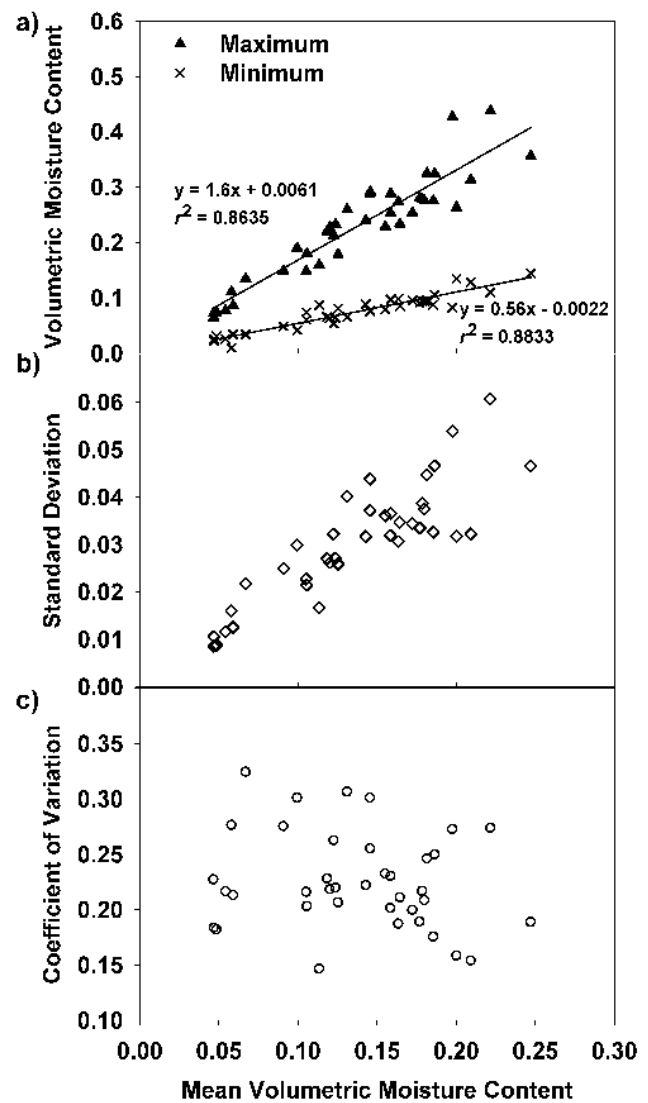 a)
Volumetric Moisture Content
0.6
0.5
0.4
0.3
0.2
0.1
0.0
Maximum
Minimum
y = 1.6x + 0.0061
r² = 0.8635
y = 0.56x - 0.0022
r² = 0.8833
b)
Standard Deviation
0.06
0.05
0.04
0.03
0.02
0.01
0.00
c)
Coefficient of Variation
0.35
0.30
0.25
0.20
0.15
0.10
0.00 0.05 0.10 0.15 0.20 0.25 0.30
Mean Volumetric Moisture Content